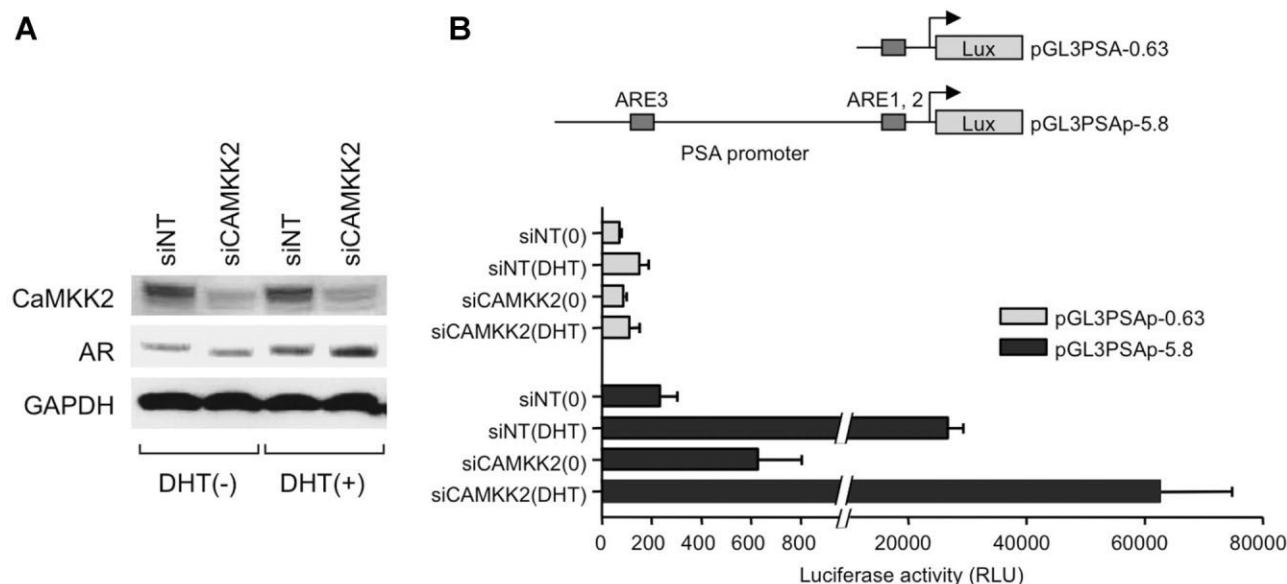 A
siNT
siCAMKK2
siNT
siCAMKK2
CaMKK2
AR
GAPDH
DHT(-)
DHT(+)
B
Lux
pGL3PSA-0.63
ARE3
ARE1, 2
Lux
pGL3PSAp-5.8
PSA promoter
siNT(0)
siNT(DHT)
siCAMKK2(0)
siCAMKK2(DHT)
pGL3PSAp-0.63
pGL3PSAp-5.8
siNT(0)
siNT(DHT)
siCAMKK2(0)
siCAMKK2(DHT)
0 200 400 600 800 20000 40000 60000 80000
Luciferase activity (RLU)